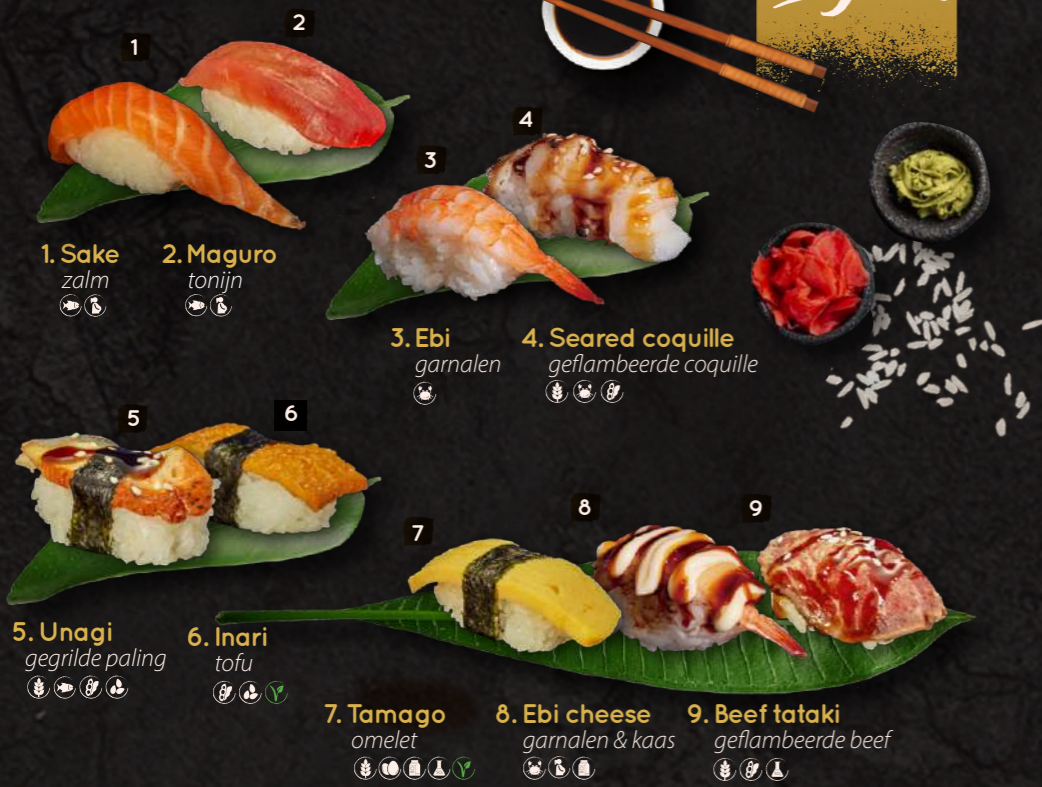 1
2
3
4
1. Sake
zalm
2. Maguro
tonijn
3. Ebi
garnalen
4. Seared coquille
geflambeerde coquille
5
6
7
8
9
5. Unagi
gegrilde paling
6. Inari
tofu
7. Tamago
omelet
8. Ebi cheese
garnalen & kaas
9. Beef tataki
geflambeerde beef